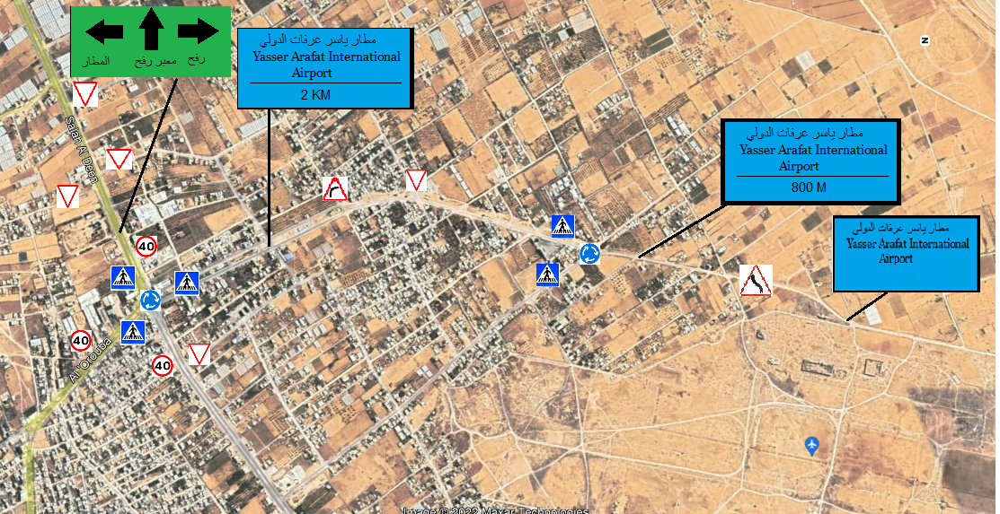 المطار
معبر رفح
رفح
مطار ياسر عرفات الدولي
Yasser Arafat International
Airport
2 KM
مطار ياسر عرفات الدولي
Yasser Arafat International
Airport
800 M
مطار ياسر عرفات الدولي
Yasser Arafat International
Airport
Z
Salah Al Deen
40
40
40
Al 'Orouba
Image © 2022 Maxar Technologies